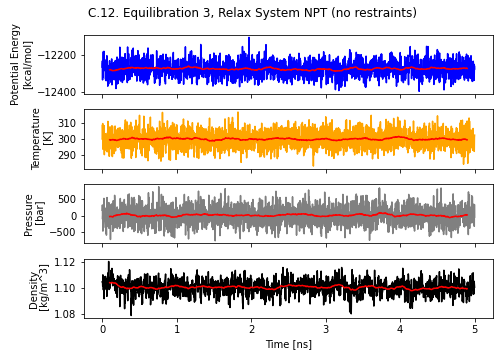 C.12. Equilibration 3, Relax System NPT (no restraints)
Potential Energy
[kcal/mol]
−12200
−12400
Temperature
[K]
310
300
290
Pressure
[bar]
500
0
−500
Density
[kg/m^3]
1.12
1.10
1.08
0 1 2 3 4 5
Time [ns]